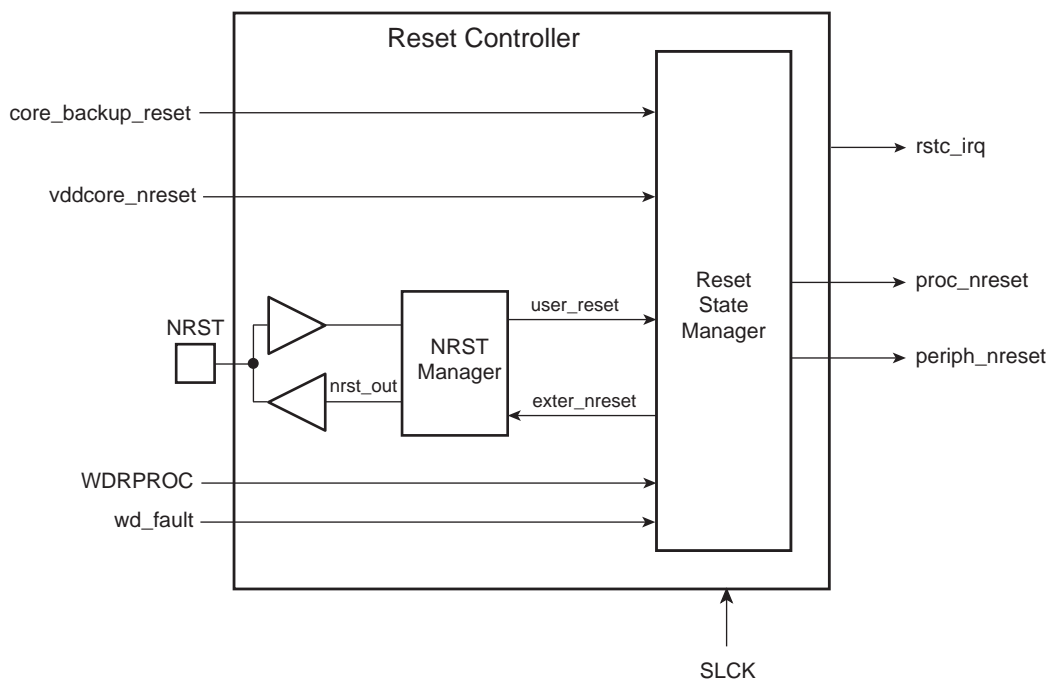 Reset Controller
core_backup_reset
rstc_irq
vddcore_nreset
Reset
State
Manager
proc_nreset
user_reset
NRST
NRST
Manager
periph_nreset
nrst_out
exter_nreset
WDRPROC
wd_fault
SLCK